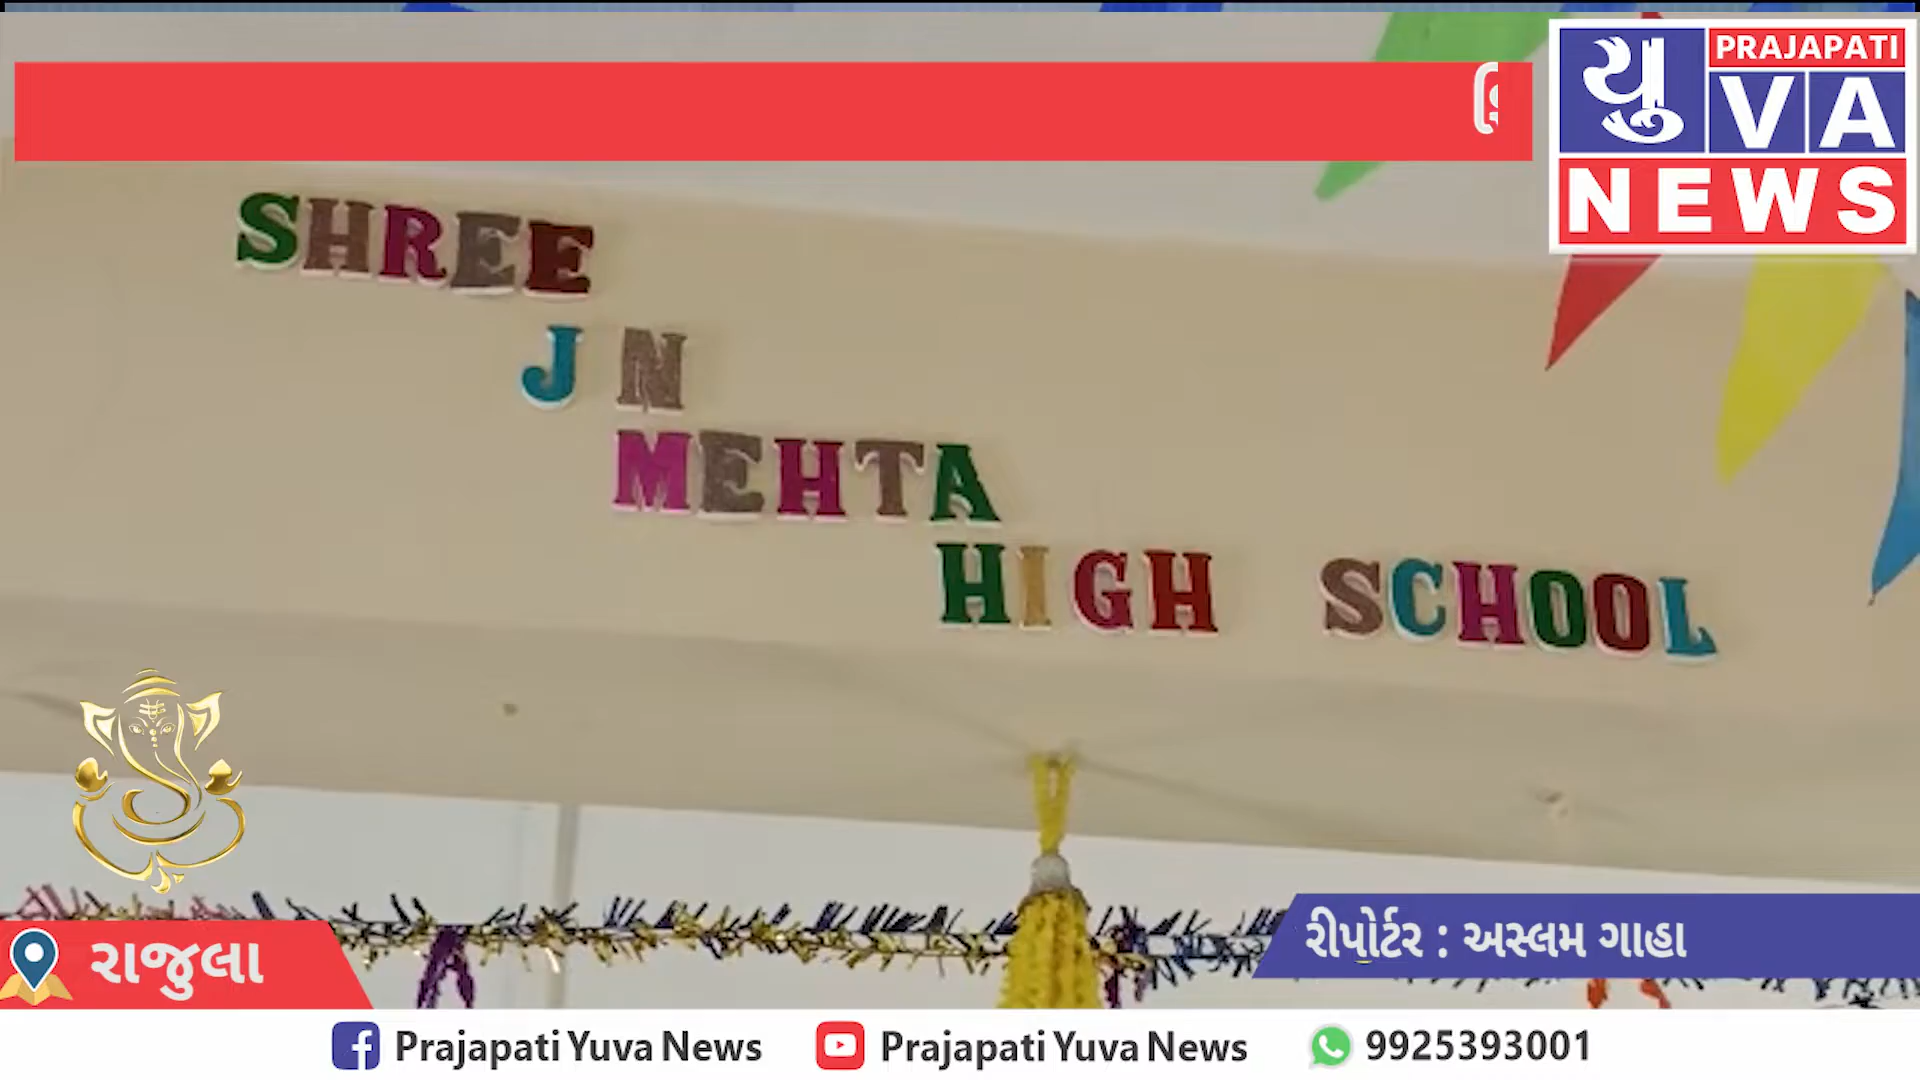 PRAJAPATI
યુ VA
NEWS
SHREE
J N
MEHTA
HIGH SCHOOL
રાજુલા
રીપોર્ટર : અસ્લમ ગાહા
Prajapati Yuva News
Prajapati Yuva News
9925393001